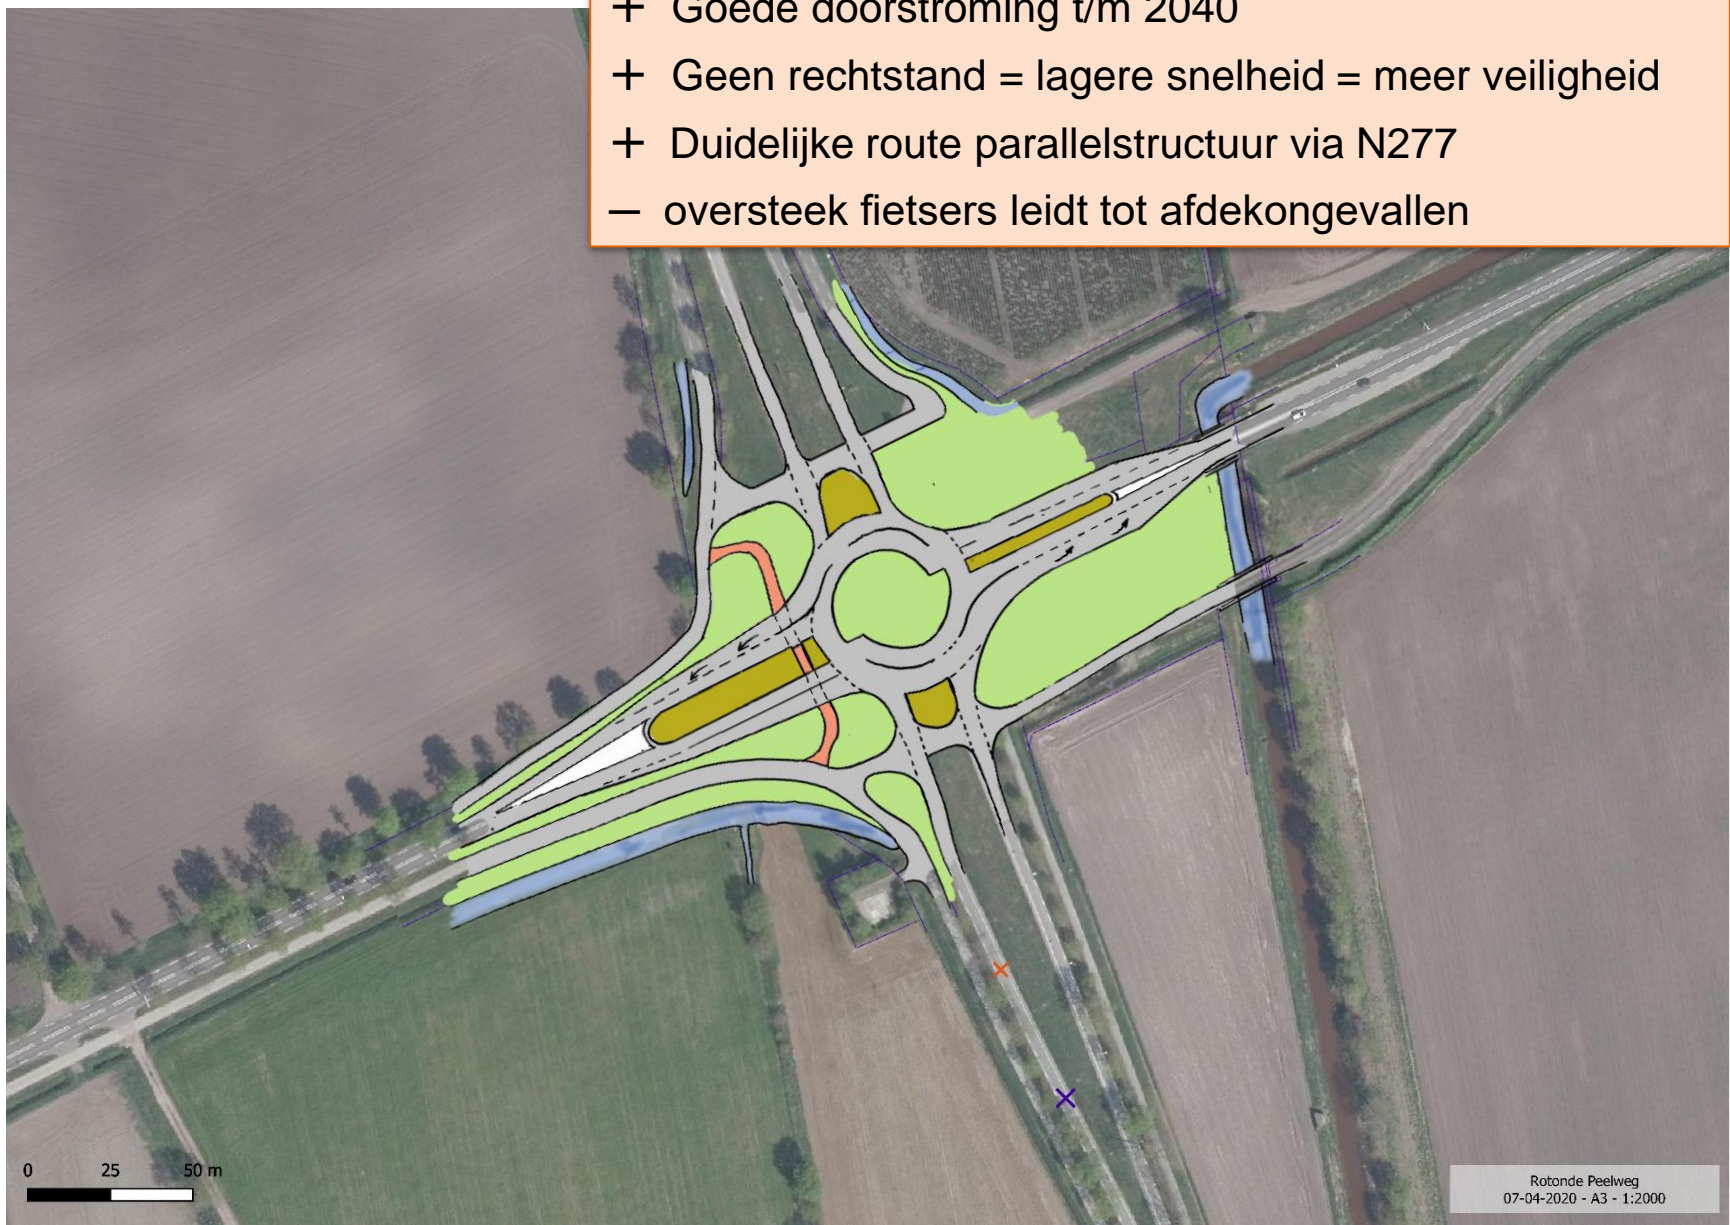 + Goede doorstroming t/m 2040
+ Geen rechtstand = lagere snelheid = meer veiligheid
+ Duidelijke route parallelstructuur via N277
– oversteek fietsers leidt tot afdekongevallen
0 25 50 m
Rotonde Peelweg
07-04-2020 - A3 - 1:2000